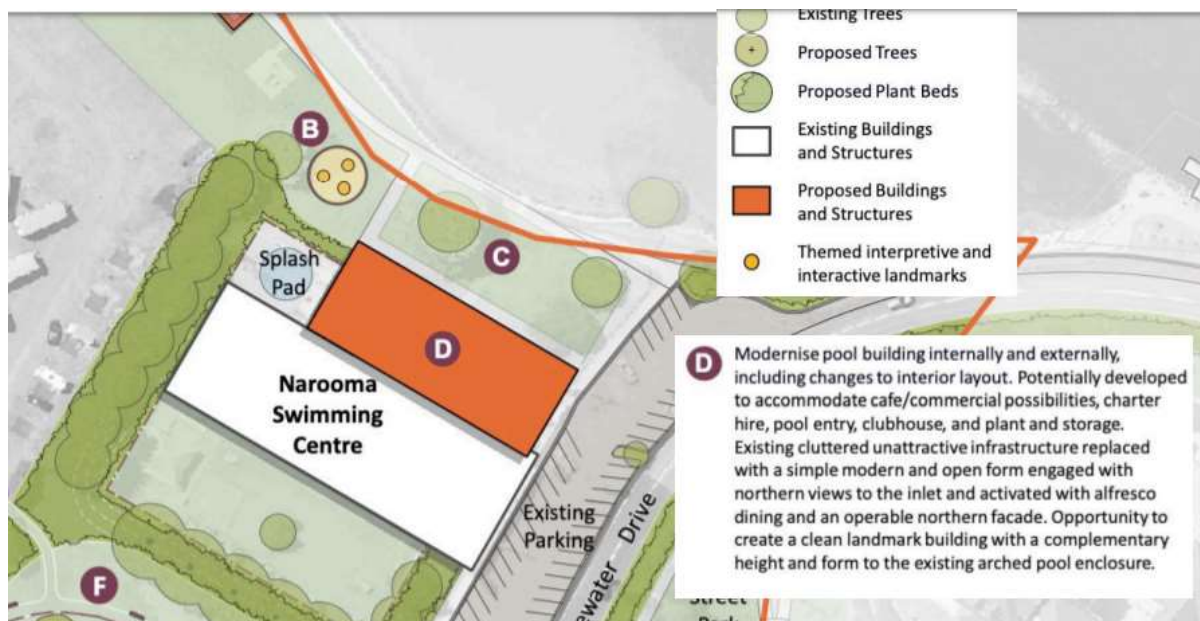 Existing Trees
Proposed Trees
Proposed Plant Beds
Existing Buildings
and Structures
Proposed Buildings
and Structures
Themed interpretive and
interactive landmarks
B
C
Splash
Pad
D
Narooma
Swimming
Centre
Existing
Parking
Drive
F
D
Modernise pool building internally and externally,
including changes to interior layout. Potentially developed
to accommodate cafe/commercial possibilities, charter
hire, pool entry, clubhouse, and plant and storage.
Existing cluttered unattractive infrastructure replaced
with a simple modern and open form engaged with
northern views to the inlet and activated with alfresco
dining and an operable northern facade. Opportunity to
create a clean landmark building with a complementary
height and form to the existing arched pool enclosure.
Street